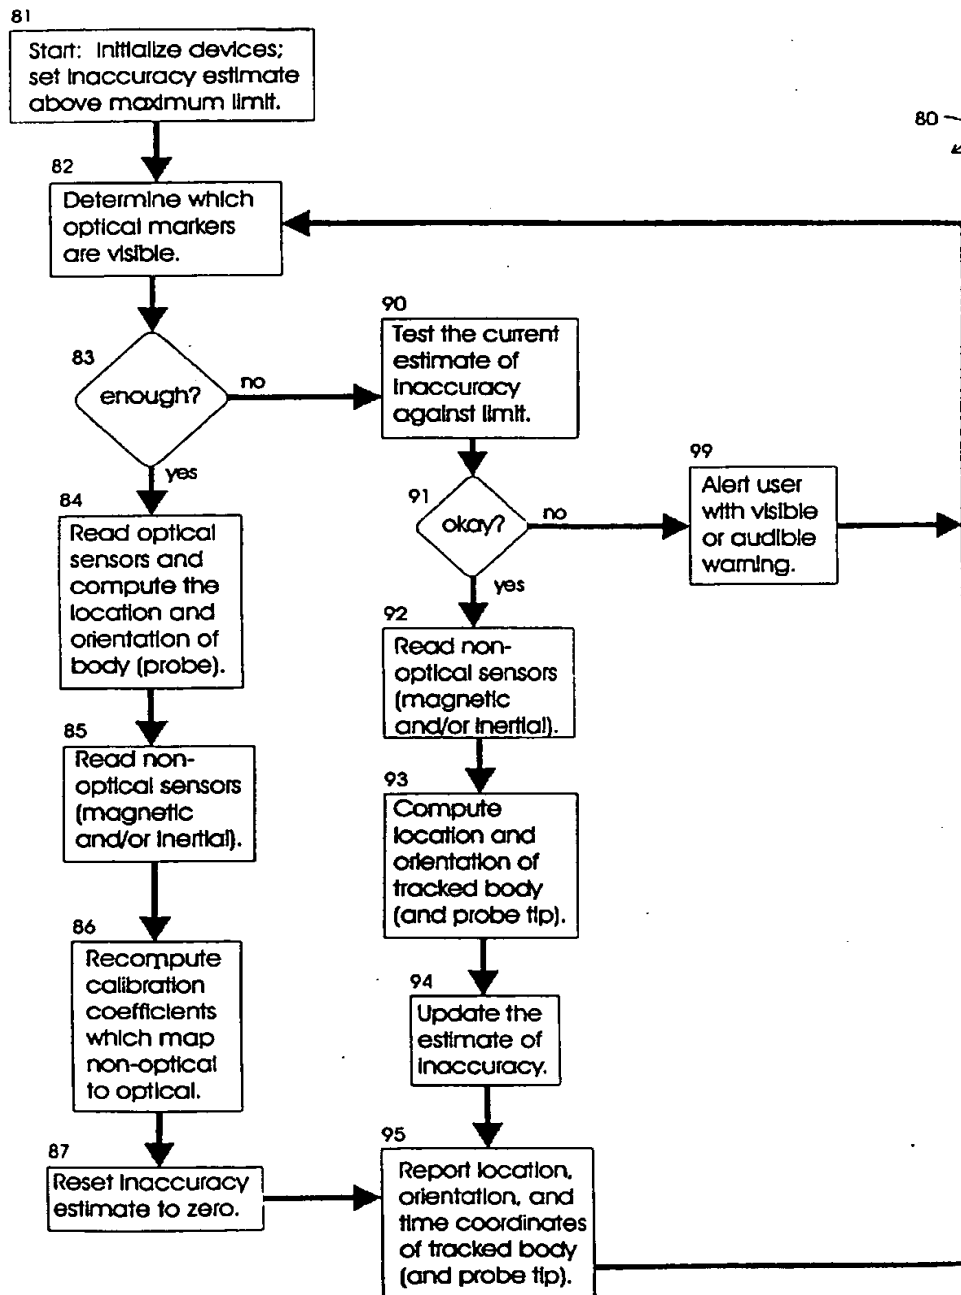 81
Start: Initialize devices;
set inaccuracy estimate
above maximum limit.
80
82
Determine which
optical markers
are visible.
83
enough?
no
yes
90
Test the current
estimate of
inaccuracy
against limit.
91
okay?
no
yes
99
Alert user
with visible
or audible
warning.
84
Read optical
sensors and
compute the
location and
orientation of
body (probe).
92
Read non-
optical sensors
(magnetic
and/or inertial).
85
Read non-
optical sensors
(magnetic
and/or inertial).
93
Compute
location and
orientation of
tracked body
(and probe tip).
86
Recompute
calibration
coefficients
which map
non-optical
to optical.
94
Update the
estimate of
inaccuracy.
87
Reset inaccuracy
estimate to zero.
95
Report location,
orientation, and
time coordinates
of tracked body
(and probe tip).